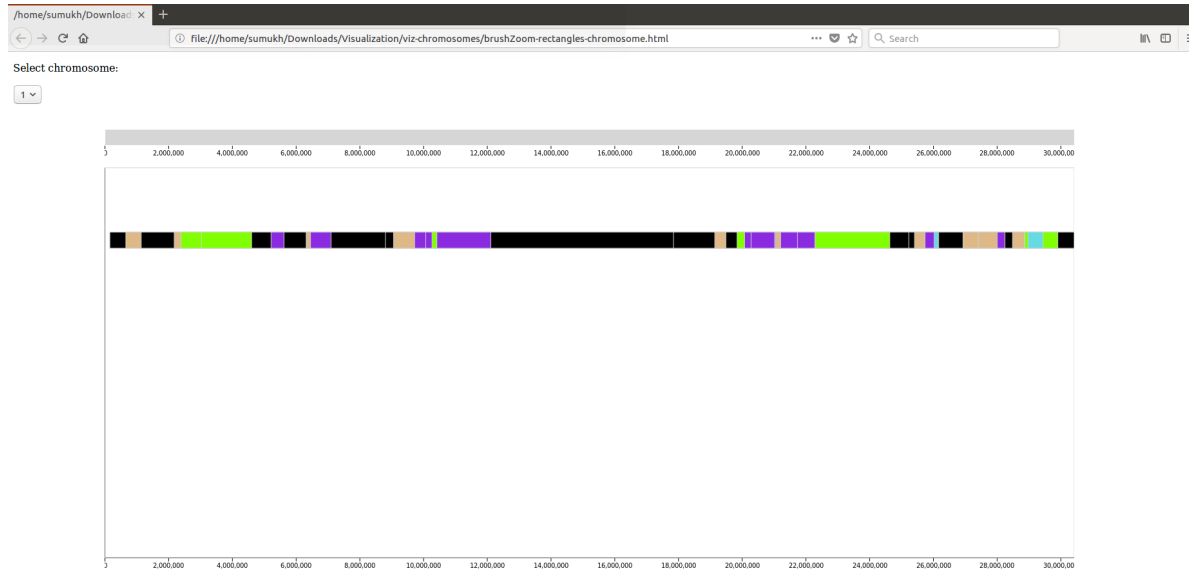 /home/sumukh/Download
file:///home/sumukh/Downloads/Visualization/viz-chromosomes/brushZoom-rectangles-chromosome.html
Search
Select chromosome:
1
2,000,000 4,000,000 6,000,000 8,000,000 10,000,000 12,000,000 14,000,000 16,000,000 18,000,000 20,000,000 22,000,000 24,000,000 26,000,000 28,000,000 30,000,00
2,000,000 4,000,000 6,000,000 8,000,000 10,000,000 12,000,000 14,000,000 16,000,000 18,000,000 20,000,000 22,000,000 24,000,000 26,000,000 28,000,000 30,000,00